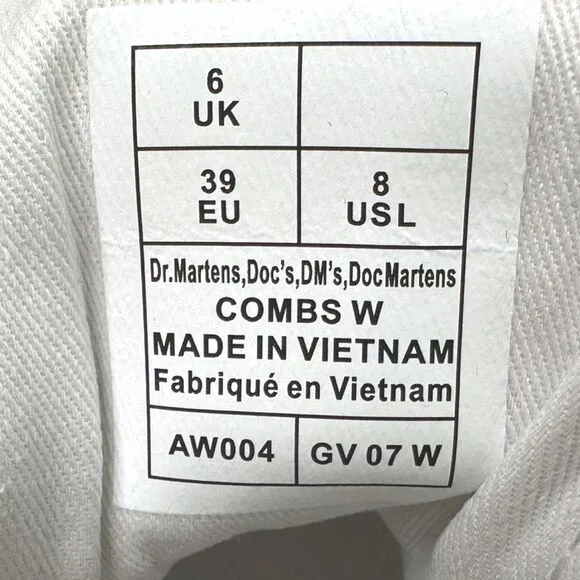 6
UK
39
EU
8
USL
Dr.Martens,Doc's,DM's,DocMartens
COMBS W
MADE IN VIETNAM
Fabriqué en Vietnam
AW004
GV 07 W